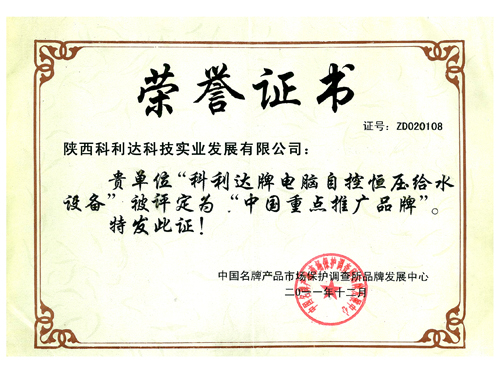 荣誉证书
证号：ZD020108
陕西科利达科技实业发展有限公司：
贵单位“科利达牌电脑自控恒压给水
设备”被评定为“中国重点推广品牌”。
特发此证！
中国名牌产品市场保护调查所品牌发展中心
二〇一一年十二月